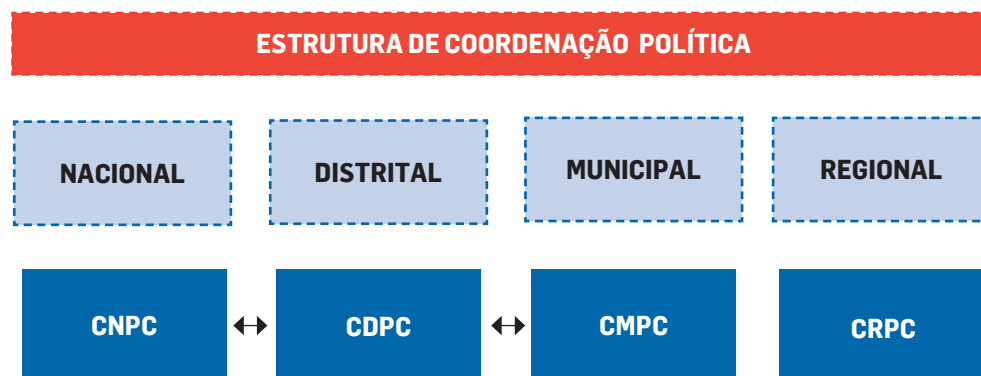 ESTRUTURA DE COORDENAÇÃO POLÍTICA
NACIONAL
DISTRITAL
MUNICIPAL
REGIONAL
CNPC
CDPC
CMPC
CRPC